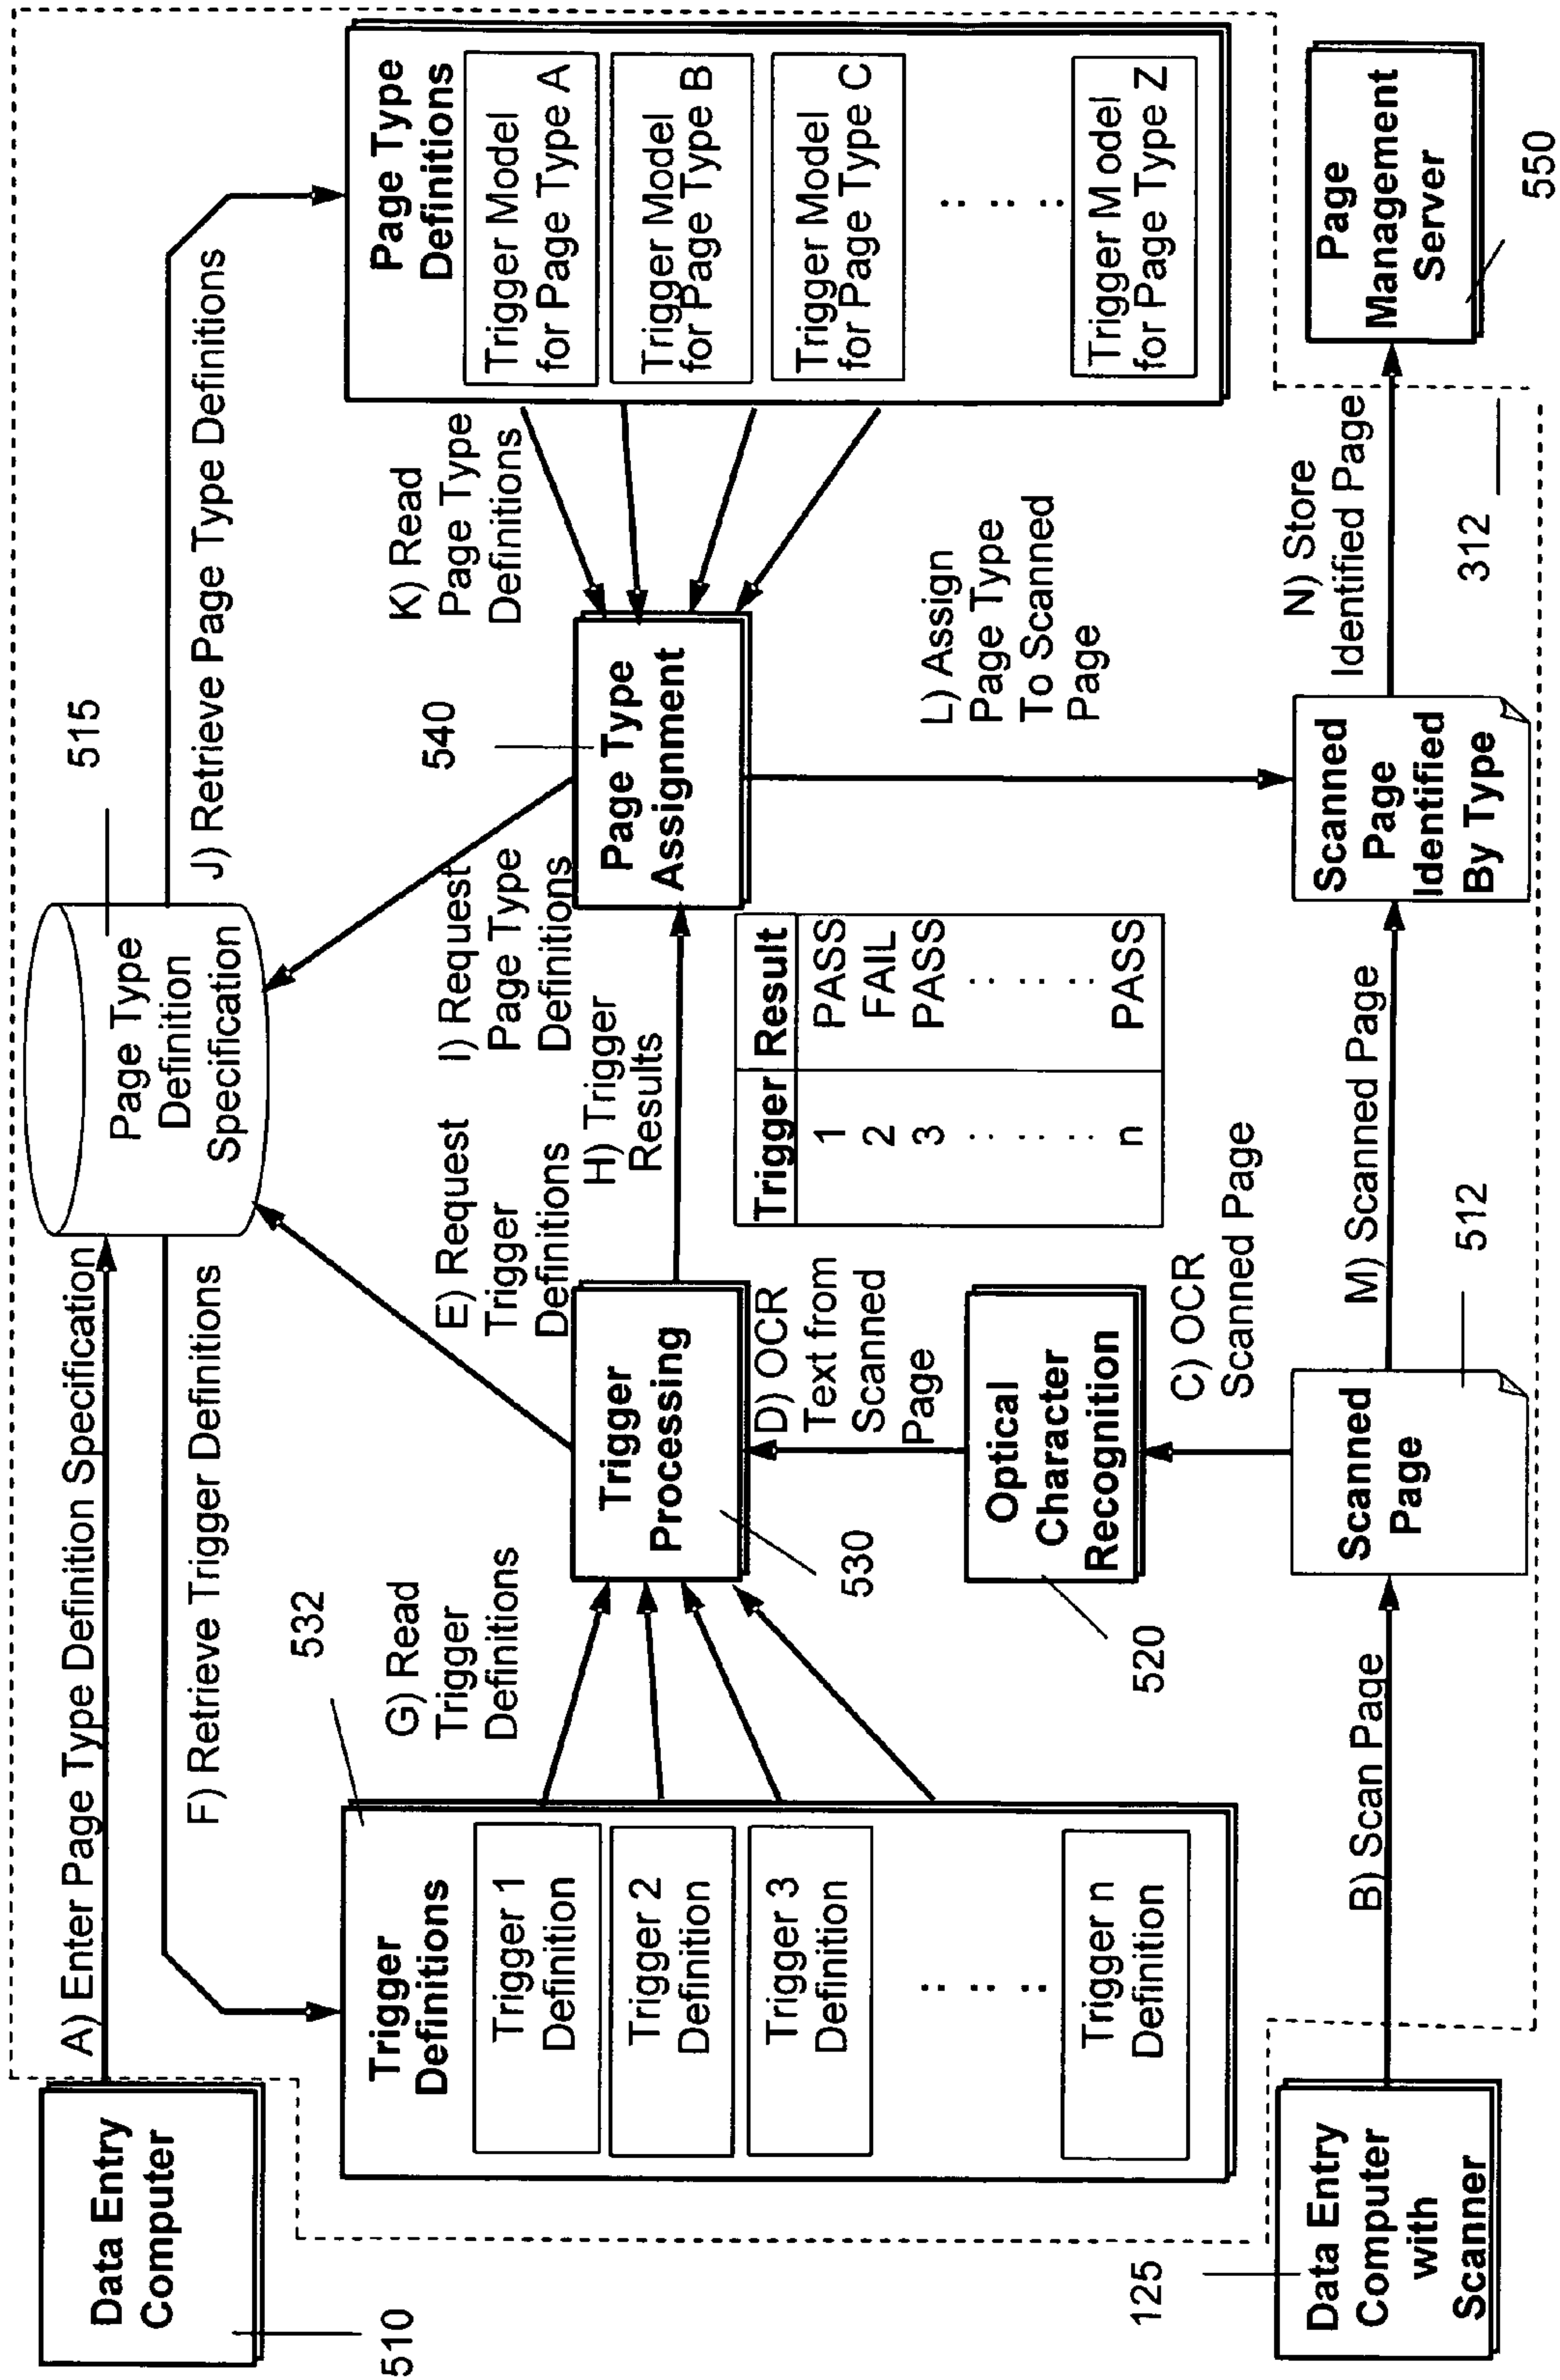 Data Entry
Computer
510
A) Enter Page Type Definition Specification
F) Retrieve Trigger Definitions
Page Type
Definition
Specification
515
J) Retrieve Page Type Definitions
Trigger
Definitions
Trigger 1
Definition
Trigger 2
Definition
Trigger 3
Definition
. . . .
Trigger n
Definition
532
G) Read
Trigger
Definitions
Trigger
Processing
530
E) Request
Trigger
Definitions
H) Trigger
Results
I) Request
Page Type
Definitions
540
Page Type
Assignment
K) Read
Page Type
Definitions
Page Type
Definitions
Trigger Model
for Page Type A
Trigger Model
for Page Type B
Trigger Model
for Page Type C
. . . .
Trigger Model
for Page Type Z
D) OCR
Text from
Scanned
Page
Trigger Result
1 PASS
2 FAIL
3 PASS
. . . . . . . .
n PASS
L) Assign
Page Type
To Scanned
Page
Optical
Character
Recognition
520
C) OCR
Scanned Page
125
Data Entry
Computer
with
Scanner
B) Scan Page
Scanned
Page
512
M) Scanned Page
Scanned
Page
Identified
By Type
N) Store
Identified Page
312
Page
Management
Server
550